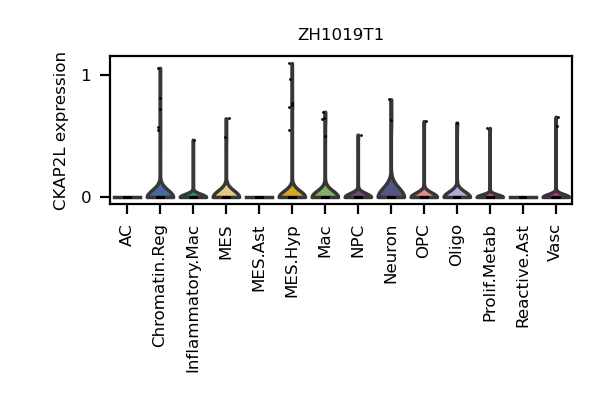 ZH1019T1
CKAP2L expression
1
0
AC
Chromatin.Reg
Inflammatory.Mac
MES
MES.Ast
MES.Hyp
Mac
NPC
Neuron
OPC
Oligo
Prolif.Metab
Reactive.Ast
Vasc